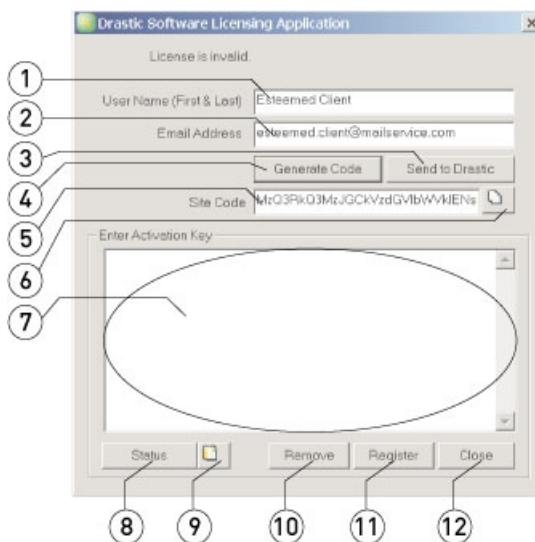 Drastic Software Licensing Application
License is invalid.
1
User Name (First & Last) Esteemed Client
2
Email Address esteemed.client@mailservice.com
3
4
Generate Code Send to Drastic
5
Site Code
6
Enter Activation Key
7
Status Remove Register Close
8 9 10 11 12